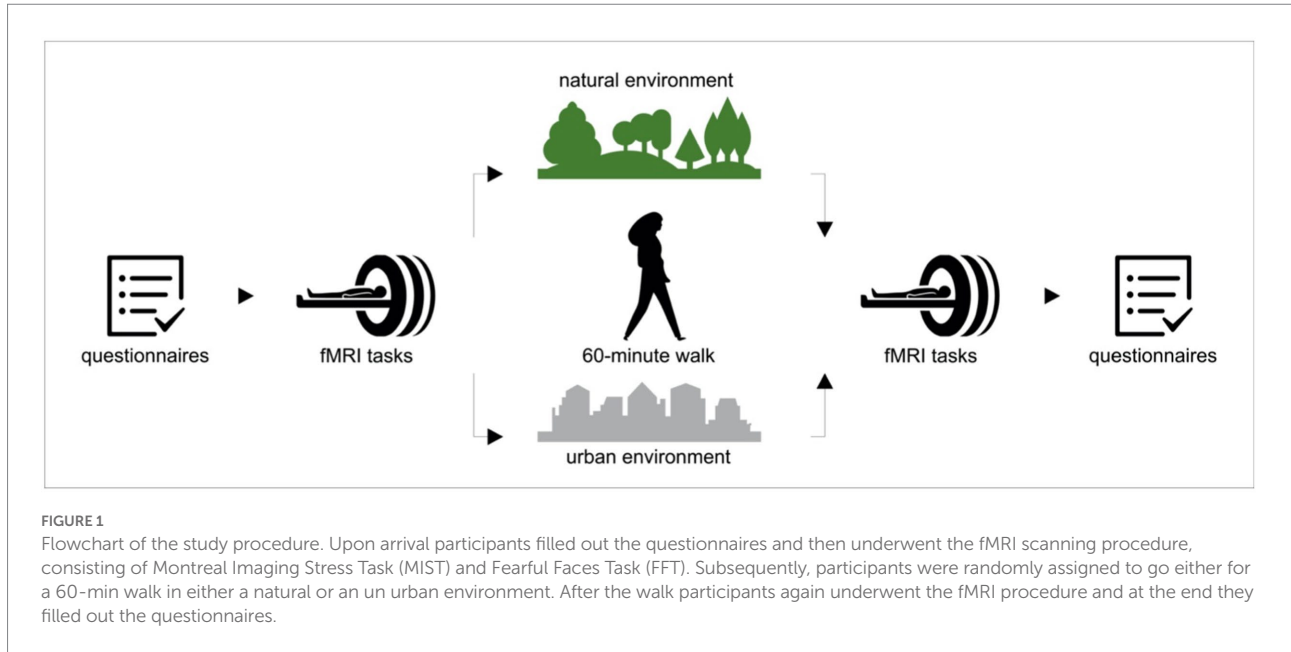 natural environment
questionnaires
fMRI tasks
60-minute walk
fMRI tasks
questionnaires
urban environment
FIGURE 1
Flowchart of the study procedure. Upon arrival participants filled out the questionnaires and then underwent the fMRI scanning procedure,
consisting of Montreal Imaging Stress Task (MIST) and Fearful Faces Task (FFT). Subsequently, participants were randomly assigned to go either for
a 60-min walk in either a natural or an un urban environment. After the walk participants again underwent the fMRI procedure and at the end they
filled out the questionnaires.